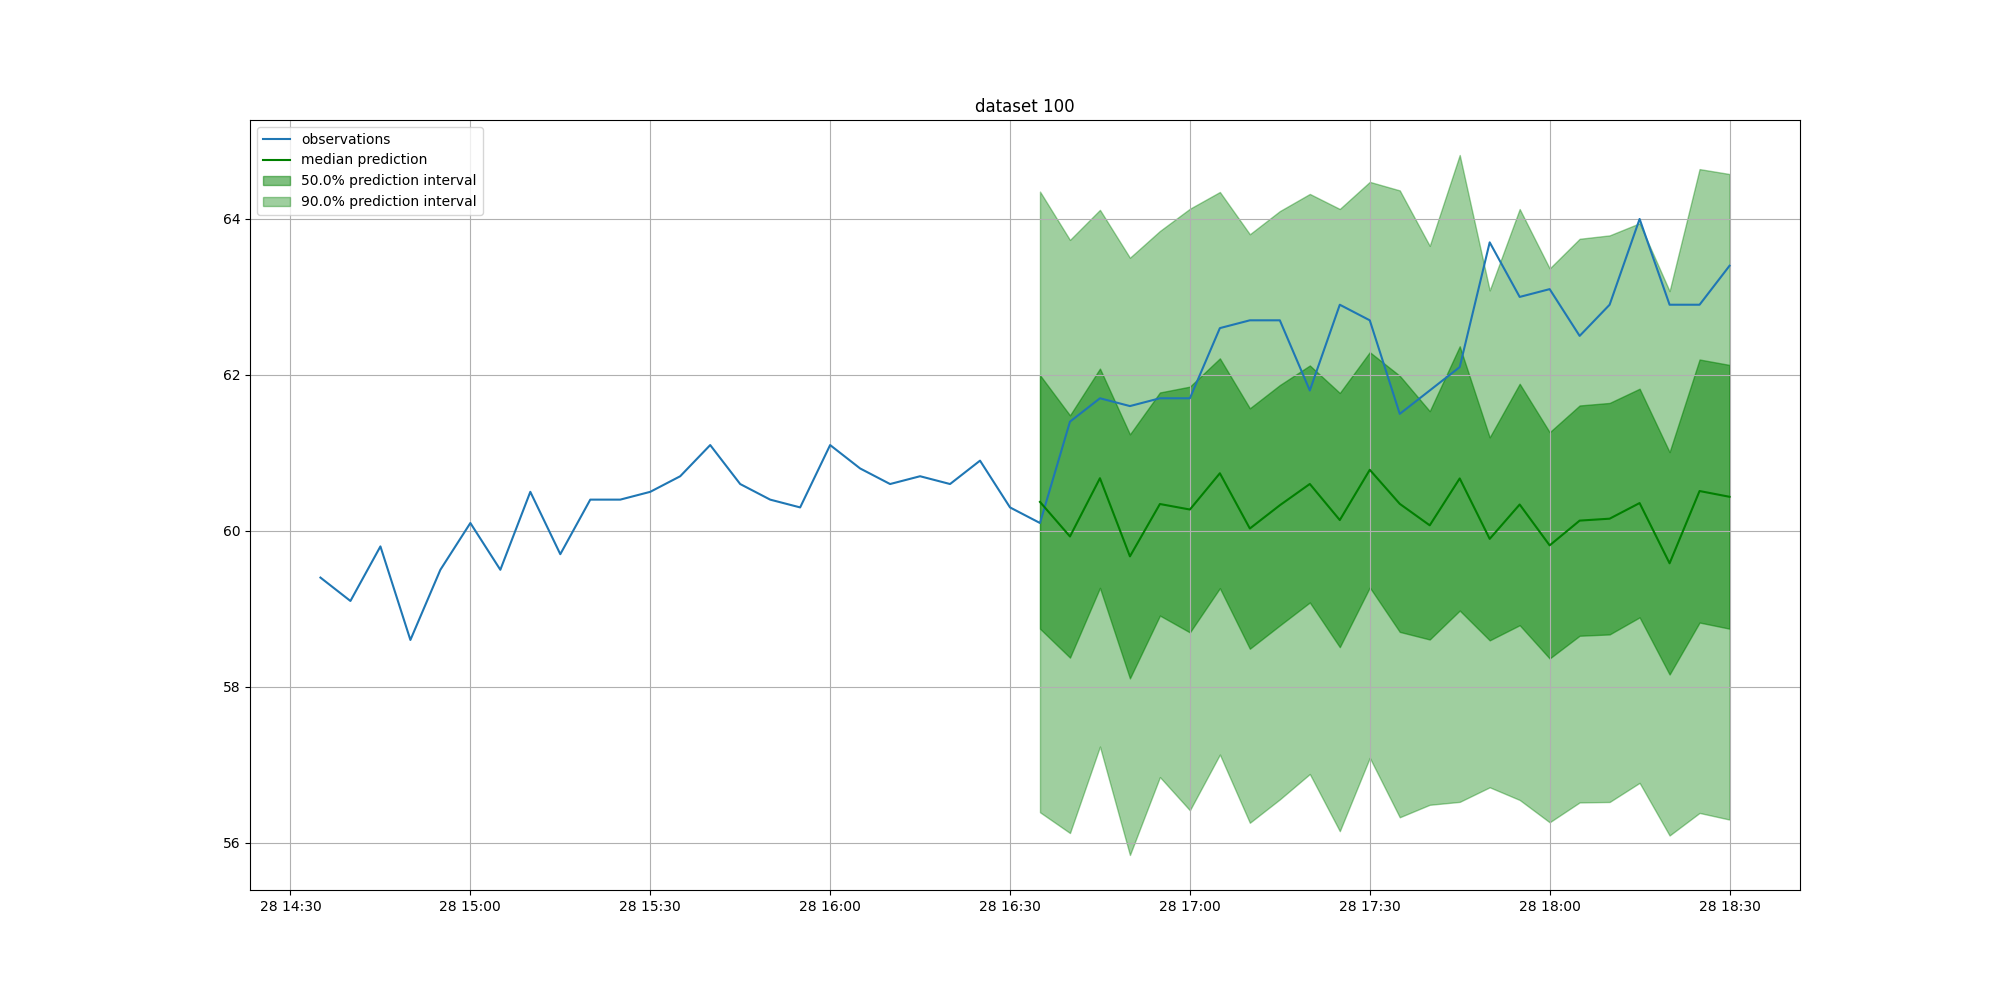 dataset 100
observations
median prediction
50.0% prediction interval
90.0% prediction interval
64
62
60
58
56
28 14:30 28 15:00 28 15:30 28 16:00 28 16:30 28 17:00 28 17:30 28 18:00 28 18:30